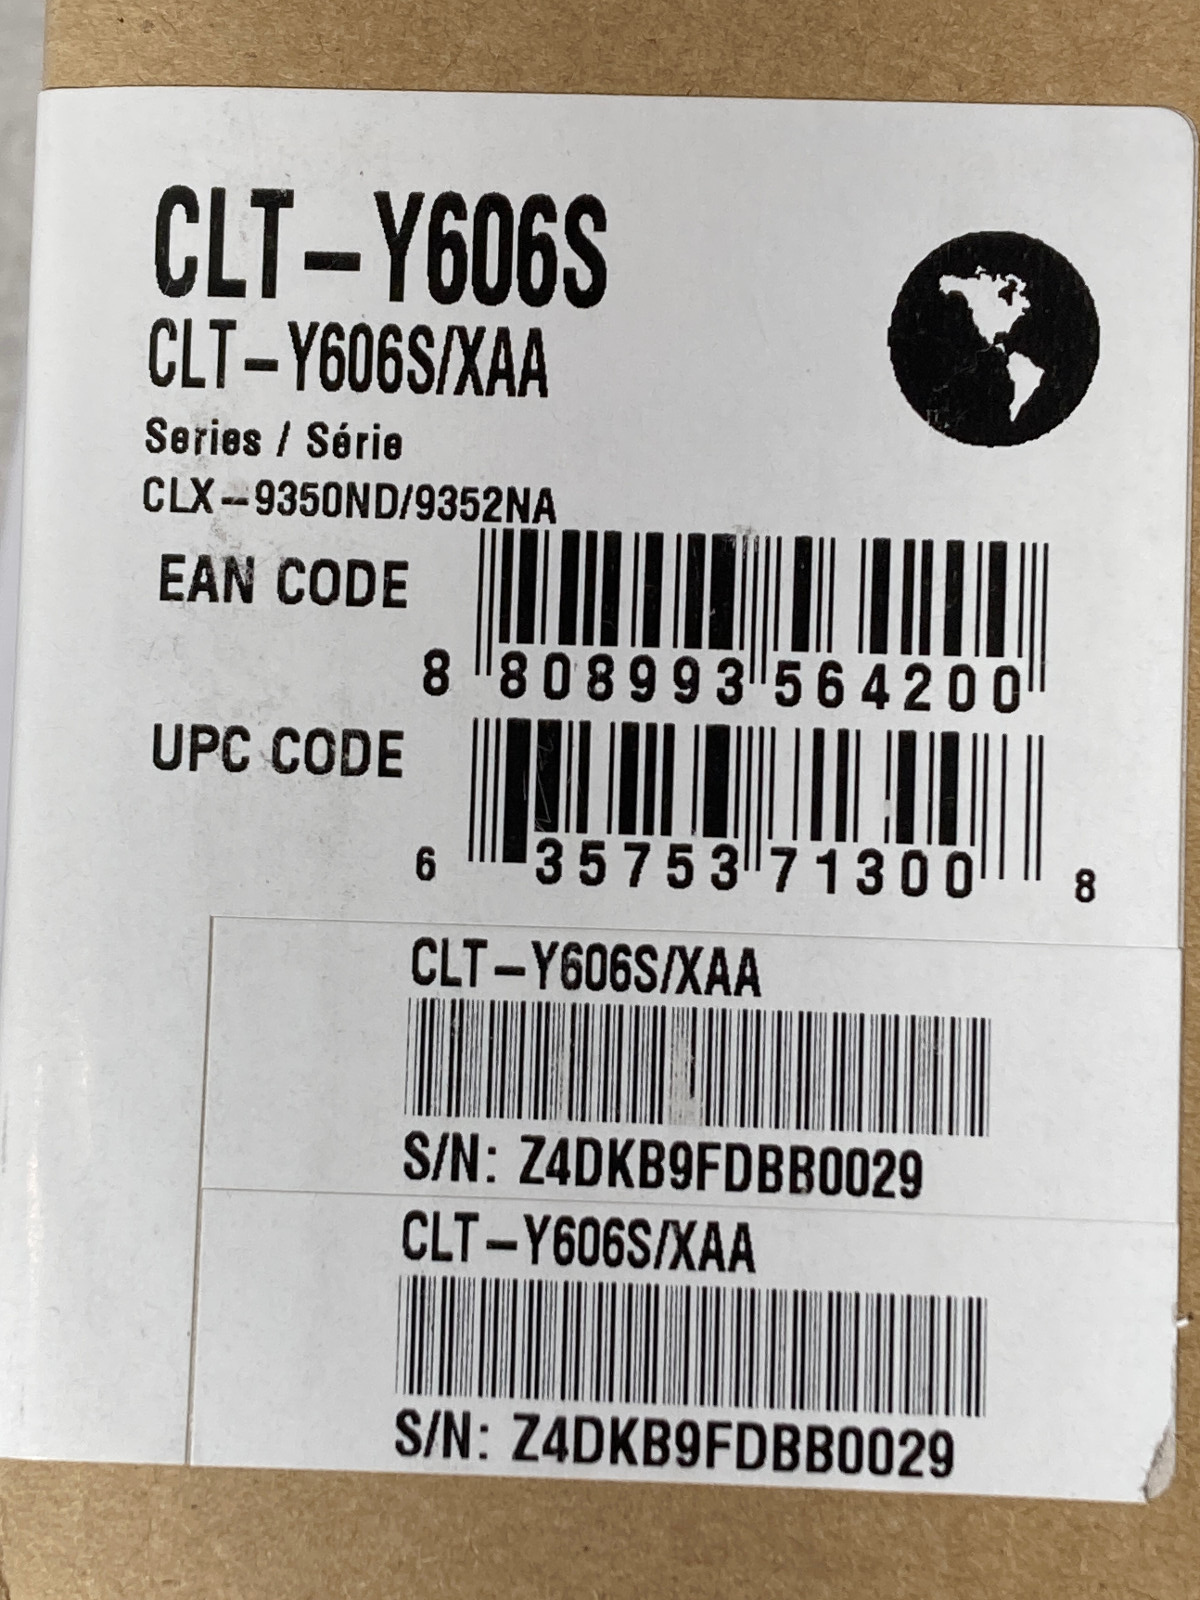 CLT-Y606S
CLT-Y606S/XAA
Series / Série
CLX-9350ND/9352NA
EAN CODE
8 808993 564200
UPC CODE
6 35753 71300 8
CLT-Y606S/XAA
S/N: Z4DKB9FDBB0029
CLT-Y606S/XAA
S/N: Z4DKB9FDBB0029